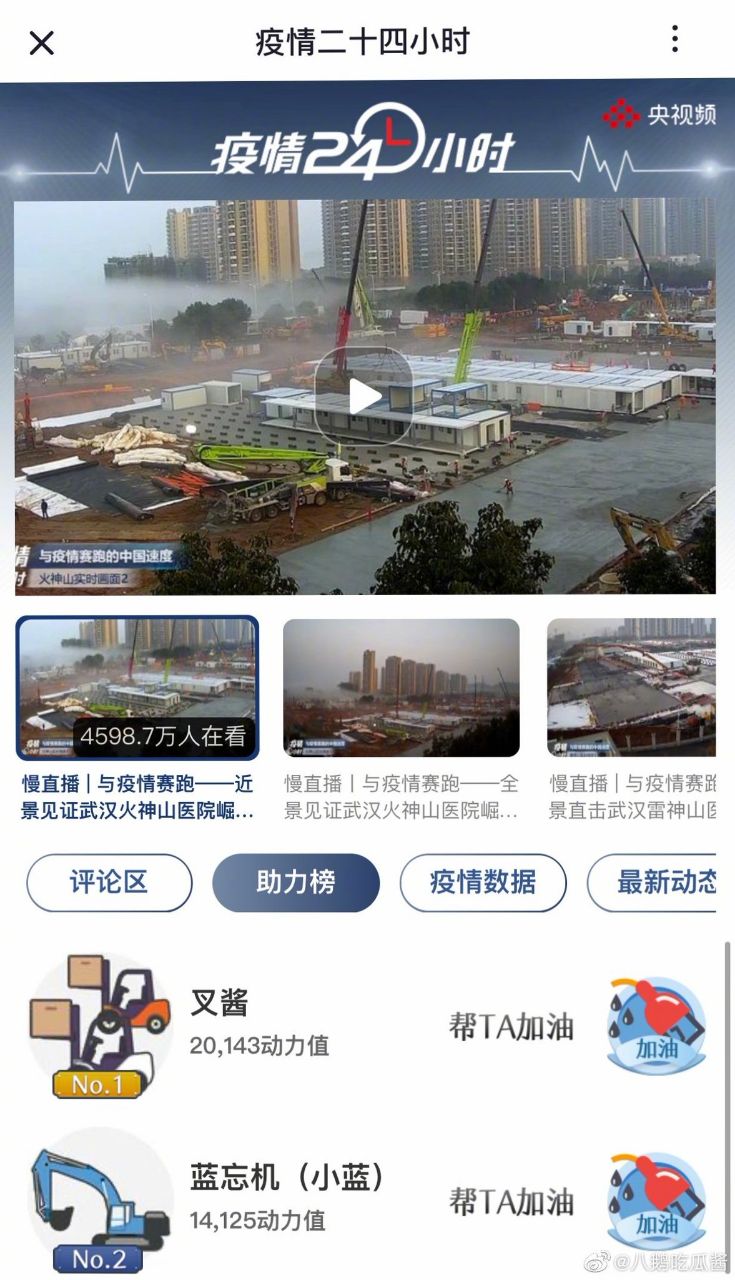 疫情二十四小时
央视频
疫情24小时
与疫情赛跑的中国速度
火神山实时画面2
4598.7万人在看
慢直播｜与疫情赛跑——近
景见证武汉火神山医院崛...
慢直播｜与疫情赛跑——全
景见证武汉火神山医院崛...
慢直播｜与疫情赛跑
景直击武汉雷神山医
评论区
助力榜
疫情数据
最新动态
叉酱
20,143动力值
No.1
帮TA加油
加油
蓝忘机（小蓝）
14,125动力值
No.2
帮TA加油
加油
@八鹅吃瓜酱